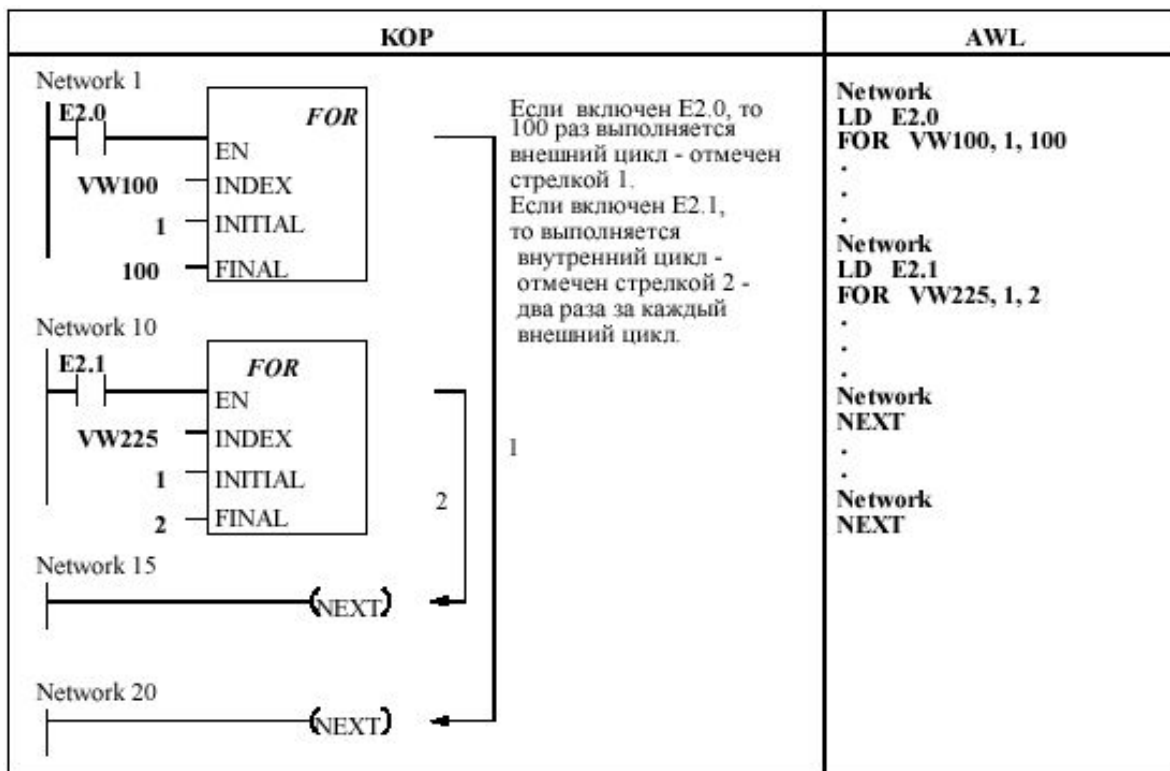 KOP
AWL
Network 1
E2.0
FOR
EN
VW100
INDEX
1
INITIAL
100
FINAL
Network 10
E2.1
FOR
EN
VW225
INDEX
1
INITIAL
2
FINAL
Network 15
NEXT
Network 20
NEXT
2
1
Если включен E2.0, то
100 раз выполняется
внешний цикл - отмечен
стрелкой 1.
Если включен E2.1,
то выполняется
внутренний цикл -
отмечен стрелкой 2 -
два раза за каждый
внешний цикл.
Network
LD E2.0
FOR VW100, 1, 100
.
.
.
Network
LD E2.1
FOR VW225, 1, 2
.
.
.
Network
NEXT
.
.
Network
NEXT